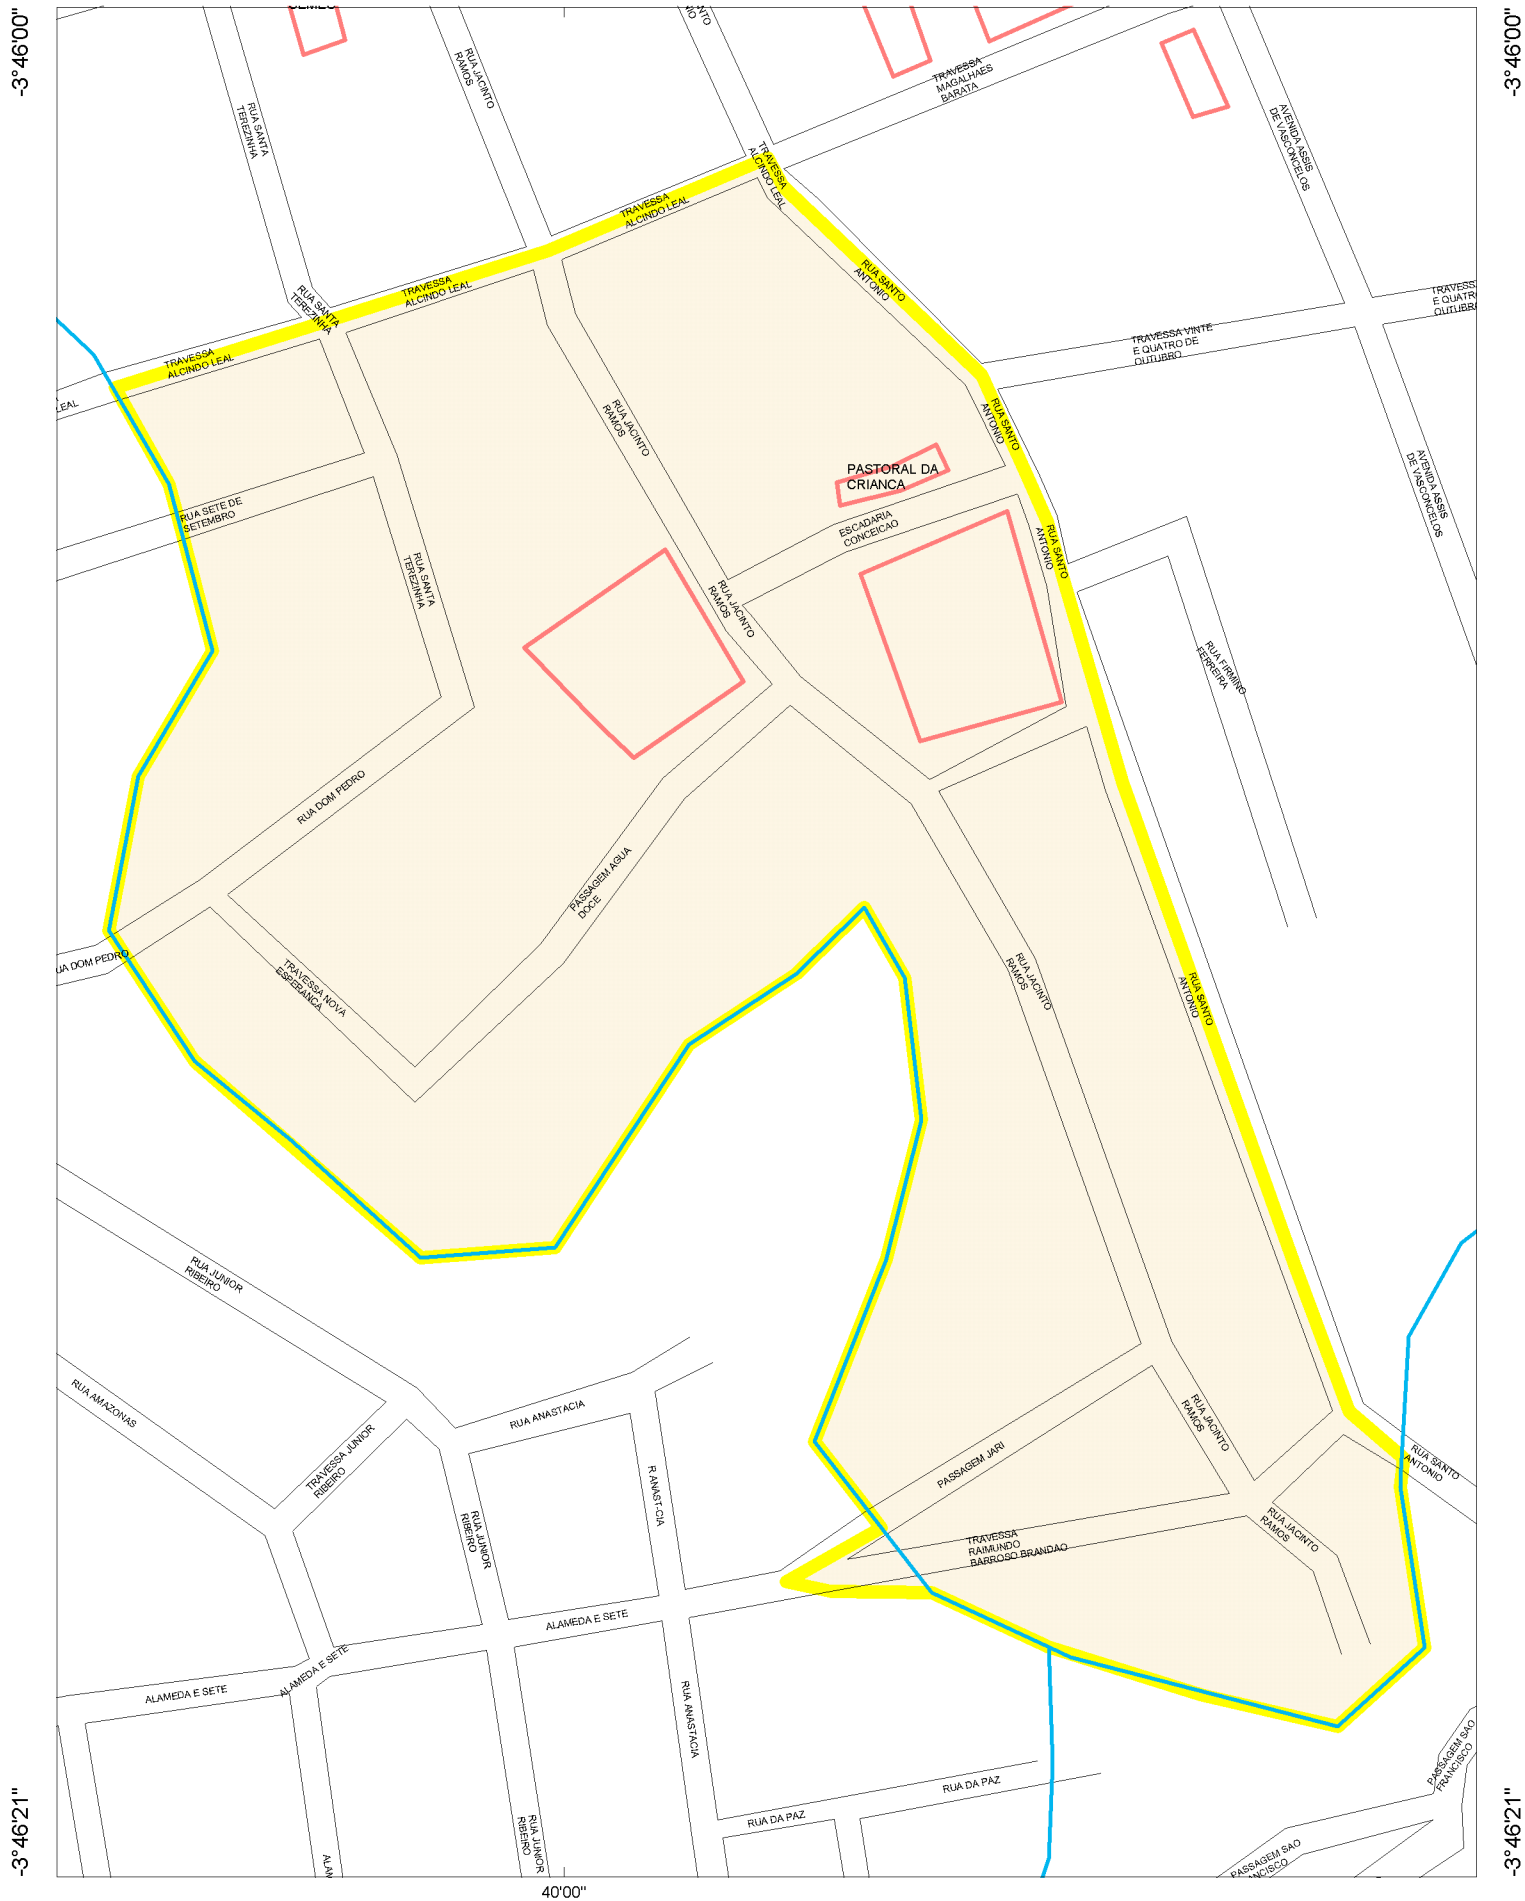 -3°46'00"
-3°46'00"
RUA JACINTO
RAMOS
TRAVESSA
MAGALHAES
BARATA
RUA SANTA
TEREZINHA
AVENIDA ASSIS
DE VASCONCELOS
TRAVESSA
ALCINDO LEAL
TRAVESSA
ALCINDO LEAL
RUA SANTO
ANTONIO
TRAVESSA
ALCINDO LEAL
RUA SANTA
TEREZINHA
TRAVESSA VINTE
E QUATRO DE
OUTUBRO
TRAVESSA
ALCINDO LEAL
LEAL
RUA JACINTO
RAMOS
RUA SANTO
ANTONIO
PASTORAL DA
CRIANCA
AVENIDA ASSIS
DE VASCONCELOS
RUA SETE DE
SETEMBRO
ESCADARIA
CONCEICAO
RUA SANTO
ANTONIO
RUA SANTA
TEREZINHA
RUA JACINTO
RAMOS
RUA FIRMINO
FERREIRA
RUA DOM PEDRO
PASSAGEM AGUA
DOCE
UA DOM PEDRO
TRAVESSA NOVA
ESPERANCA
RUA JACINTO
RAMOS
RUA SANTO
ANTONIO
RUA JUNIOR
RIBEIRO
RUA AMAZONAS
RUA ANASTACIA
TRAVESSA JUNIOR
RIBEIRO
RUA JACINTO
RAMOS
RUA SANTO
ANTONIO
PASSAGEM JARI
R ANAST-CIA
RUA JUNIOR
RIBEIRO
TRAVESSA
RAIMUNDO
BARROSO BRANDAO
RUA JACINTO
RAMOS
ALAMEDA E SETE
ALAMEDA E SETE
ALAMEDA E SETE
RUA ANASTACIA
PASSAGEM SAO
FRANCISCO
RUA DA PAZ
RUA DA PAZ
RUA JUNIOR
RIBEIRO
ALAM
PASSAGEM SAO
ANCISCO
-3°46'21"
-3°46'21"
40'00"